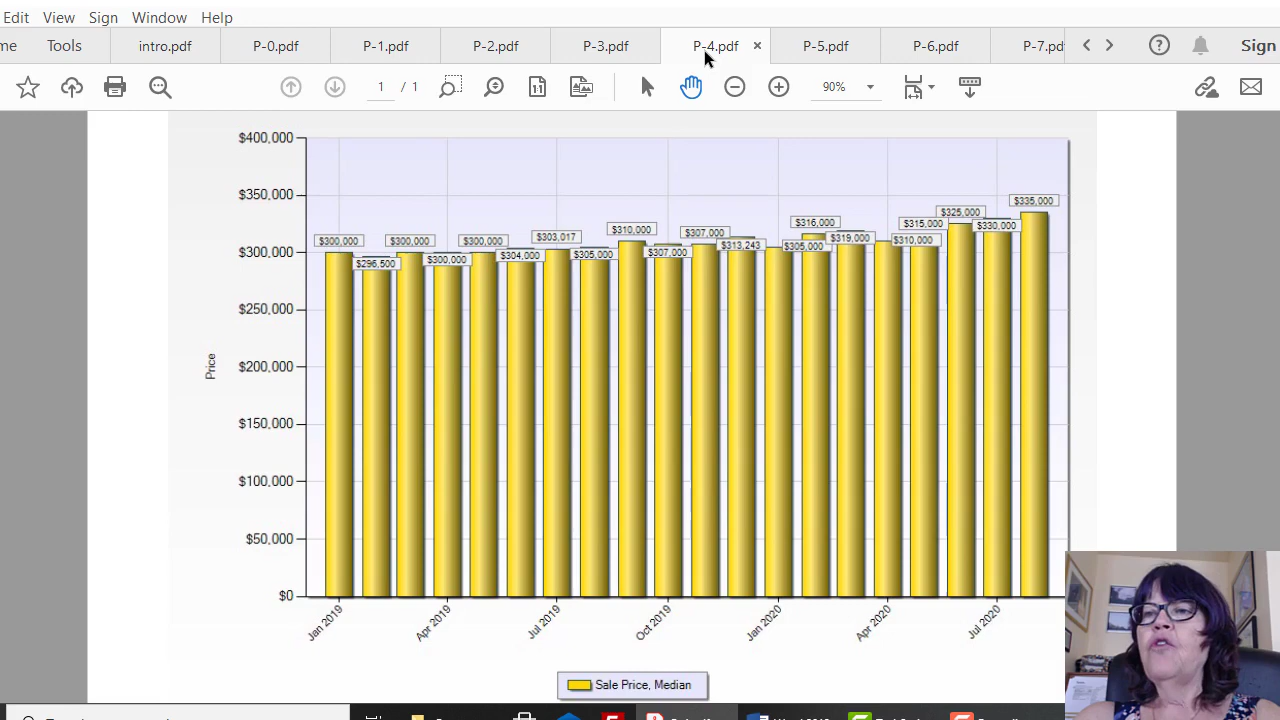 Edit View Sign Window Help
me Tools intro.pdf P-0.pdf P-1.pdf P-2.pdf P-3.pdf P-4.pdf P-5.pdf P-6.pdf P-7.pdf Sign
1 / 1 90%
$400,000
$350,000
$300,000
$250,000
$200,000
$150,000
$100,000
$50,000
$0
Price
$300,000 $296,500 $300,000 $300,000 $300,000 $304,000 $303,017 $305,000 $310,000 $307,000 $307,000 $313,243 $305,000 $316,000 $319,000 $310,000 $315,000 $325,000 $330,000 $335,000
Jan 2019 Apr 2019 Jul 2019 Oct 2019 Jan 2020 Apr 2020 Jul 2020
Sale Price, Median